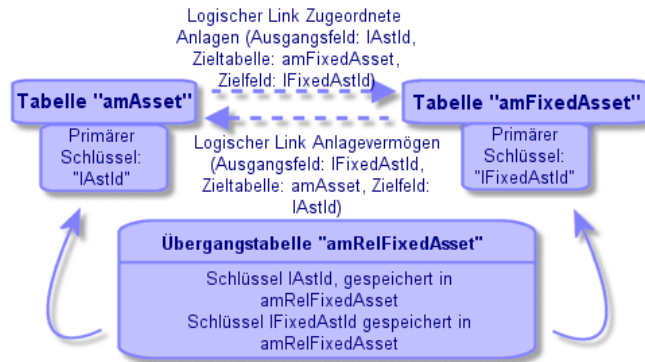 Logischer Link Zugeordnete
Anlagen (Ausgangsfeld: lAstId,
Zieltabelle: amFixedAsset,
Zielfeld: lFixedAstId)
Tabelle "amAsset"
Primärer
Schlüssel:
"lAstId"
Tabelle "amFixedAsset"
Primärer
Schlüssel:
"lFixedAstId"
Logischer Link Anlagevermögen
(Ausgangsfeld: lFixedAstId,
Zieltabelle: amAsset, Zielfeld:
lAstId)
Übergangstabelle "amRelFixedAsset"
Schlüssel lAstId, gespeichert in
amRelFixedAsset
Schlüssel lFixedAstId gespeichert in
amRelFixedAsset